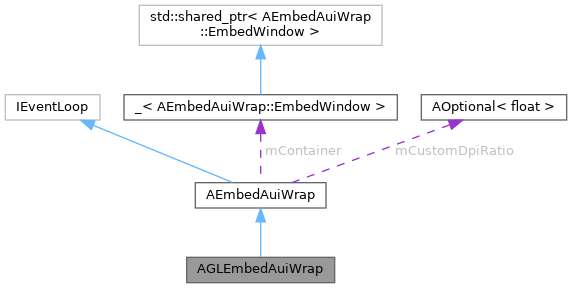 std::shared_ptr< AEmbedAuiWrap
::EmbedWindow >
IEventLoop
_< AEmbedAuiWrap::EmbedWindow >
AOptional< float >
mContainer
mCustomDpiRatio
AEmbedAuiWrap
AGLEmbedAuiWrap